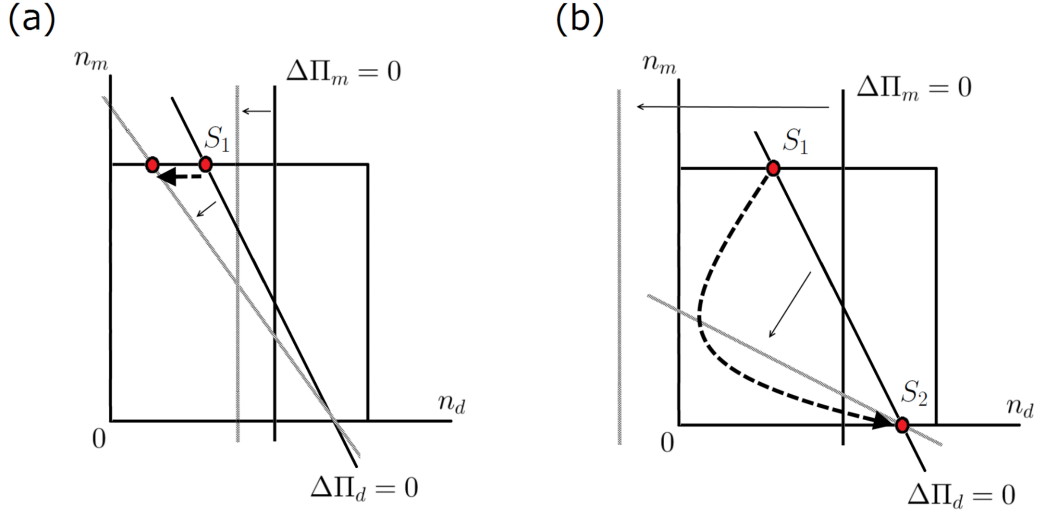 (a)
n_m
ΔΠ_m = 0
S_1
n_d
0
ΔΠ_d = 0
(b)
n_m
ΔΠ_m = 0
S_1
S_2
n_d
0
ΔΠ_d = 0